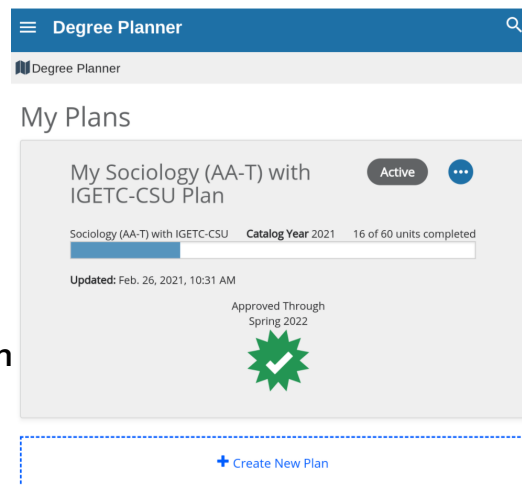 Degree Planner
Degree Planner
My Plans
My Sociology (AA-T) with
IGETC-CSU Plan
Active
Sociology (AA-T) with IGETC-CSU Catalog Year 2021 16 of 60 units completed
Updated: Feb. 26, 2021, 10:31 AM
Approved Through
Spring 2022
n
Create New Plan